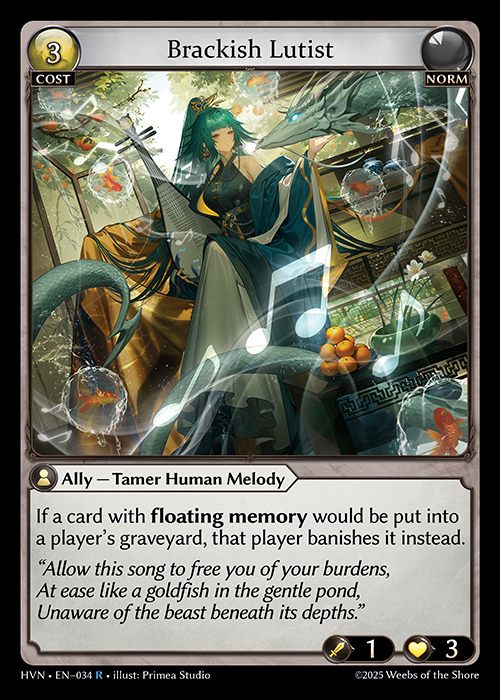 3
Brackish Lutist
COST
NORM
Ally — Tamer Human Melody
If a card with floating memory would be put into
a player's graveyard, that player banishes it instead.
“Allow this song to free you of your burdens,
At ease like a goldfish in the gentle pond,
Unaware of the beast beneath its depths.”
1
3
HVN • EN–034 R • illust: Primea Studio
©2025 Weebs of the Shore